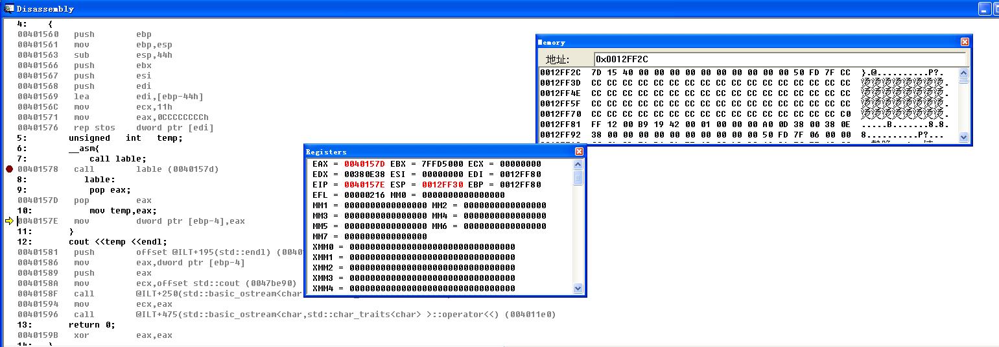 Disassembly
4: {
00401560 push ebp
00401561 mov ebp,esp
00401563 sub esp,44h
00401566 push ebx
00401567 push esi
00401568 push edi
00401569 lea edi,[ebp-44h]
0040156C mov ecx,11h
00401571 mov eax,0CCCCCCCCh
00401576 rep stos dword ptr [edi]
5: unsigned int temp;
6: __asm{
7: call lable;
00401578 call lable (0040157d)
8: lable:
9: pop eax;
0040157D pop eax
10: mov temp,eax;
0040157E mov dword ptr [ebp-4],eax
11: }
12: cout <<temp <<endl;
00401581 push offset @ILT+195(std::endl) (0040
00401586 mov eax,dword ptr [ebp-4]
00401589 push eax
0040158A mov ecx,offset std::cout (0047be90)
0040158F call @ILT+250(std::basic_ostream<char,
00401594 mov ecx,eax
00401596 call @ILT+475(std::basic_ostream<char,std::char_traits<char> >::operator<<) (004011e0)
13: return 0;
0040159B xor eax,eax
14: }
Memory
地址: 0x0012FF2C
0012FF2C 7D 15 40 00 00 00 00 00 00 00 00 00 00 50 FD 7F CC }.@..........P?.
0012FF3D CC CC CC CC CC CC CC CC CC CC CC CC CC CC CC CC CC 烫烫烫烫烫烫烫烫.
0012FF4E CC CC CC CC CC CC CC CC CC CC CC CC CC CC CC CC CC 烫烫烫烫烫烫烫烫.
0012FF5F CC CC CC CC CC CC CC CC CC CC CC CC CC CC CC CC CC 烫烫烫烫烫烫烫烫.
0012FF70 CC CC CC CC CC CC CC CC CC CC CC CC CC CC CC CC C0 烫烫烫烫烫烫烫烫.
0012FF81 FF 12 00 B9 19 42 00 01 00 00 00 A0 0D 38 00 38 0E .....B.......8.8.
0012FF92 38 00 00 00 00 00 00 00 00 00 50 FD 7F 06 00 00 00 8..........P?...
Registers
EAX = 0040157D EBX = 7FFD5000 ECX = 00000000
EDX = 00380E38 ESI = 00000000 EDI = 0012FF80
EIP = 0040157E ESP = 0012FF30 EBP = 0012FF80
EFL = 00000216 MM0 = 0000000000000000
MM1 = 0000000000000000 MM2 = 0000000000000000
MM3 = 0000000000000000 MM4 = 0000000000000000
MM5 = 0000000000000000 MM6 = 0000000000000000
MM7 = 0000000000000000
XMM0 = 00000000000000000000000000000000
XMM1 = 00000000000000000000000000000000
XMM2 = 00000000000000000000000000000000
XMM3 = 00000000000000000000000000000000
XMM4 = 00000000000000000000000000000000